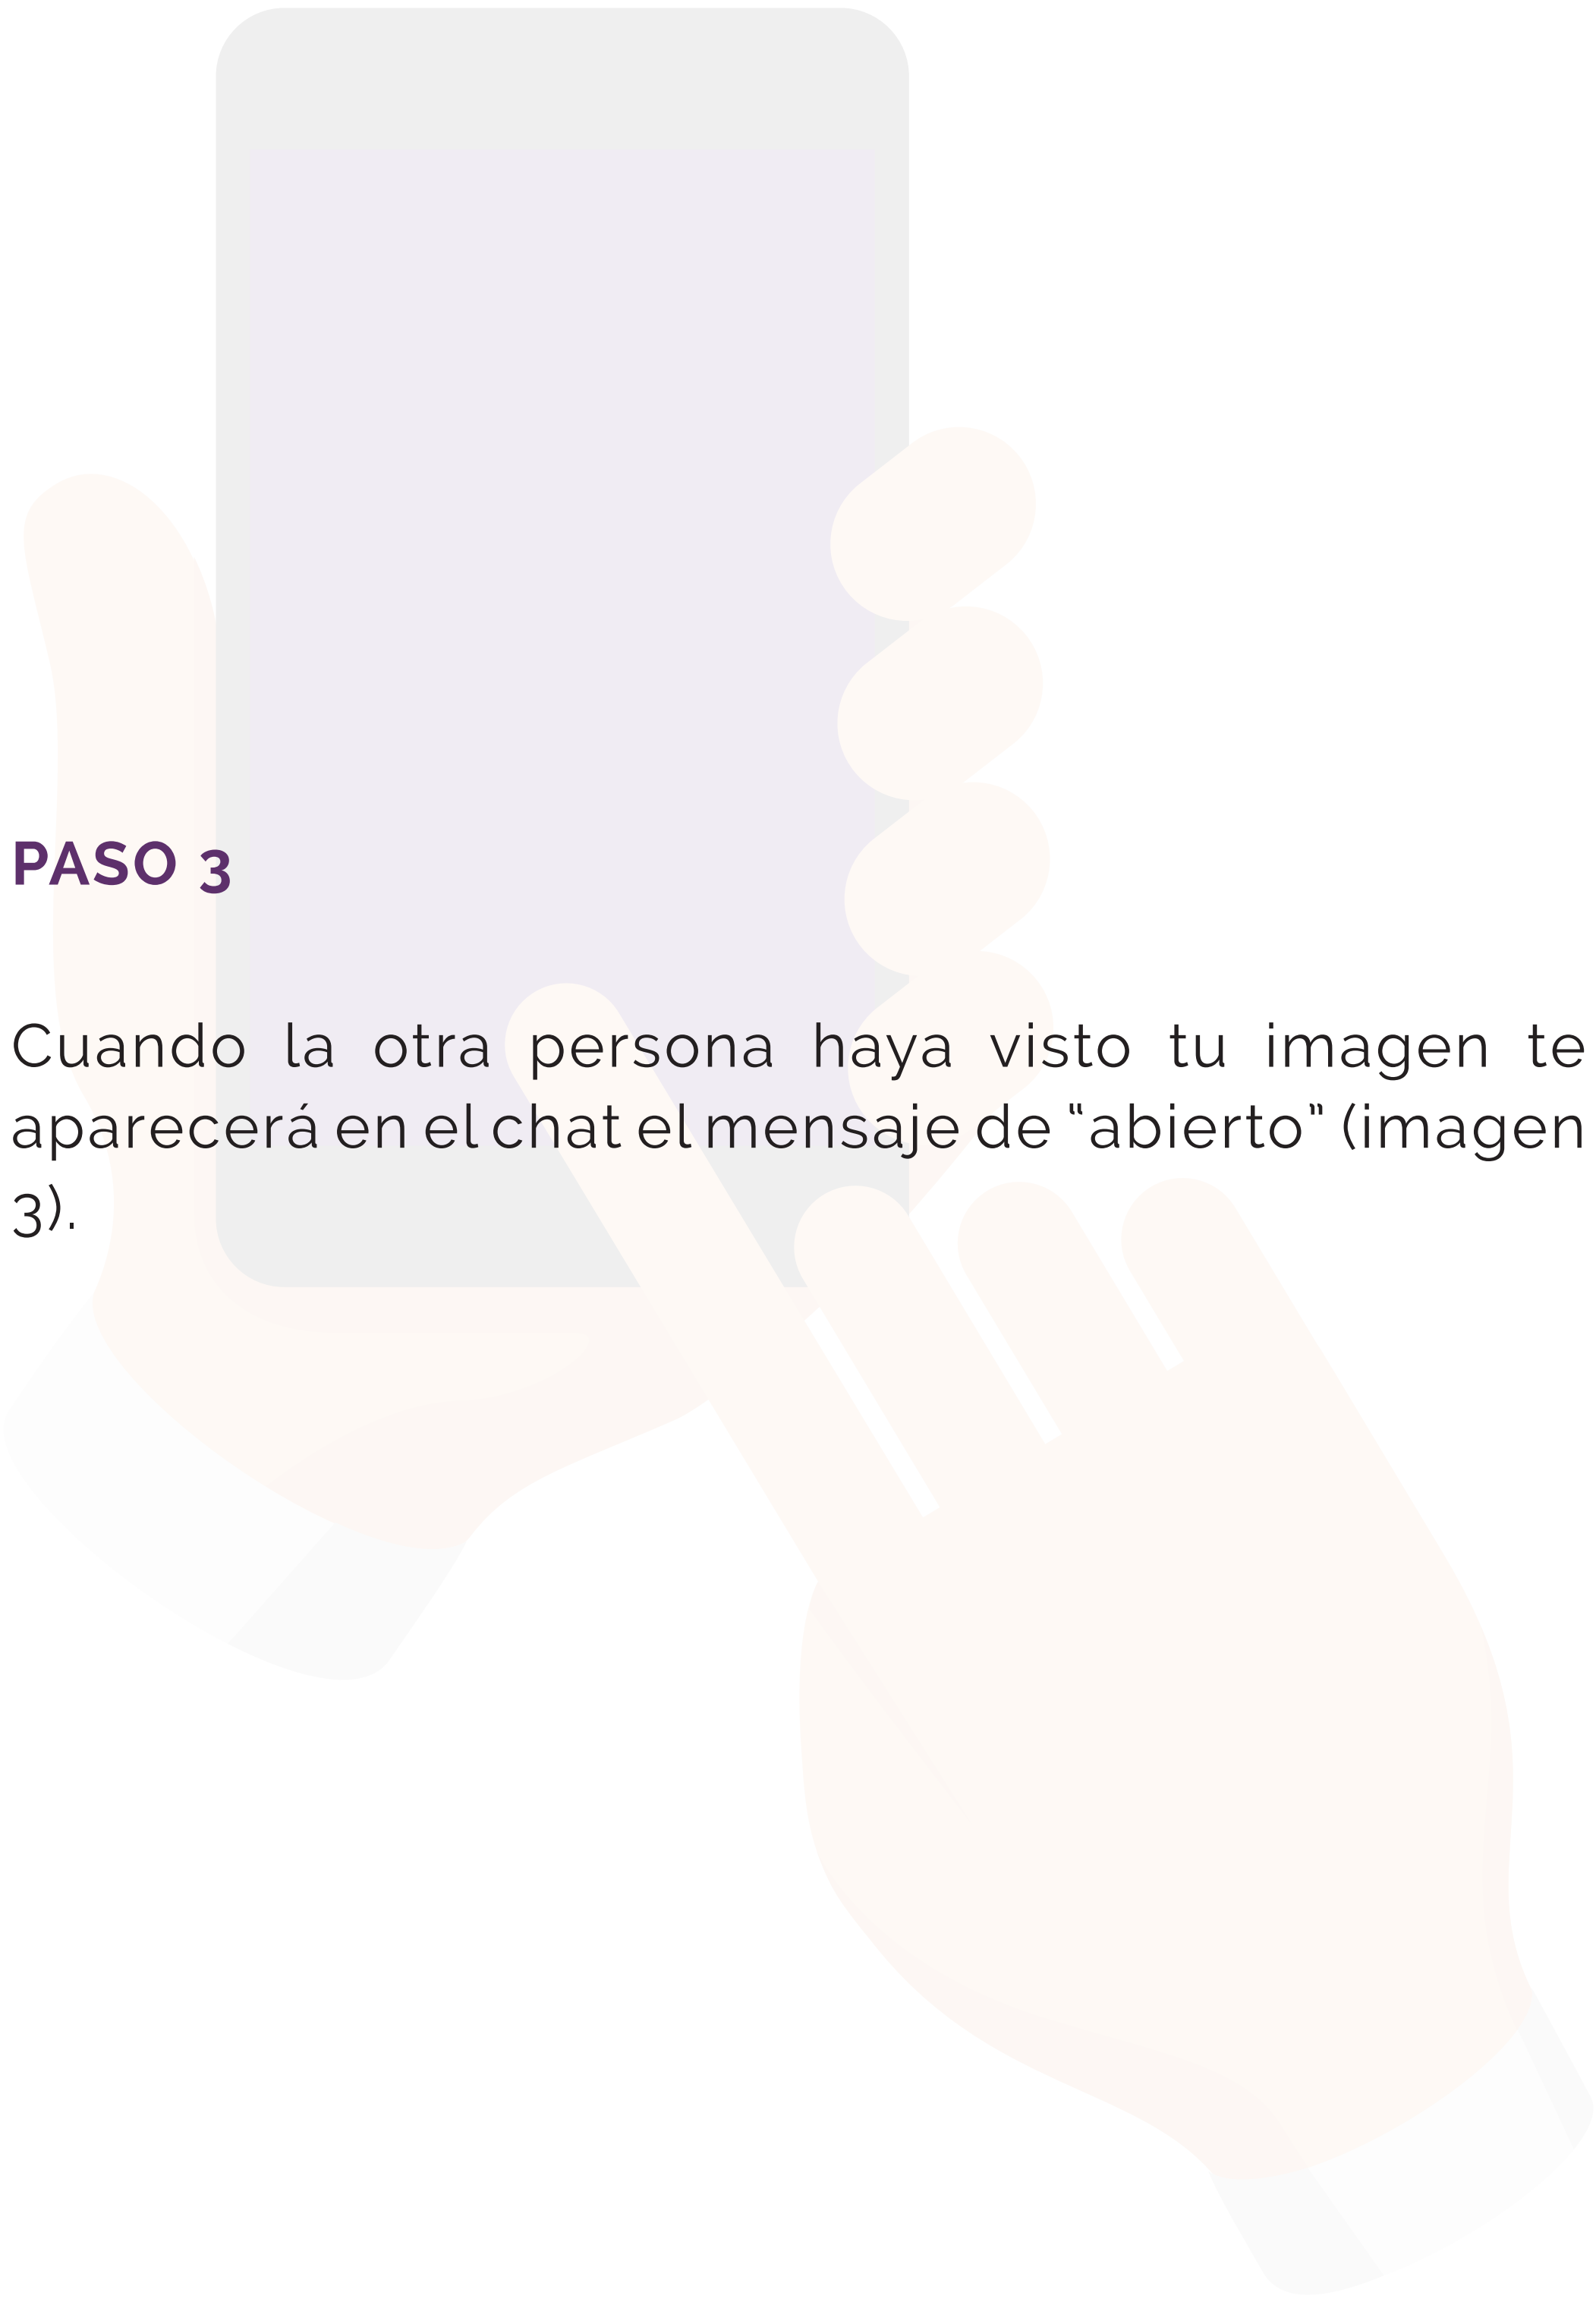 PASO 3
Cuando la otra persona haya visto tu imagen te
aparecerá en el chat el mensaje de "abierto" (imagen
3).